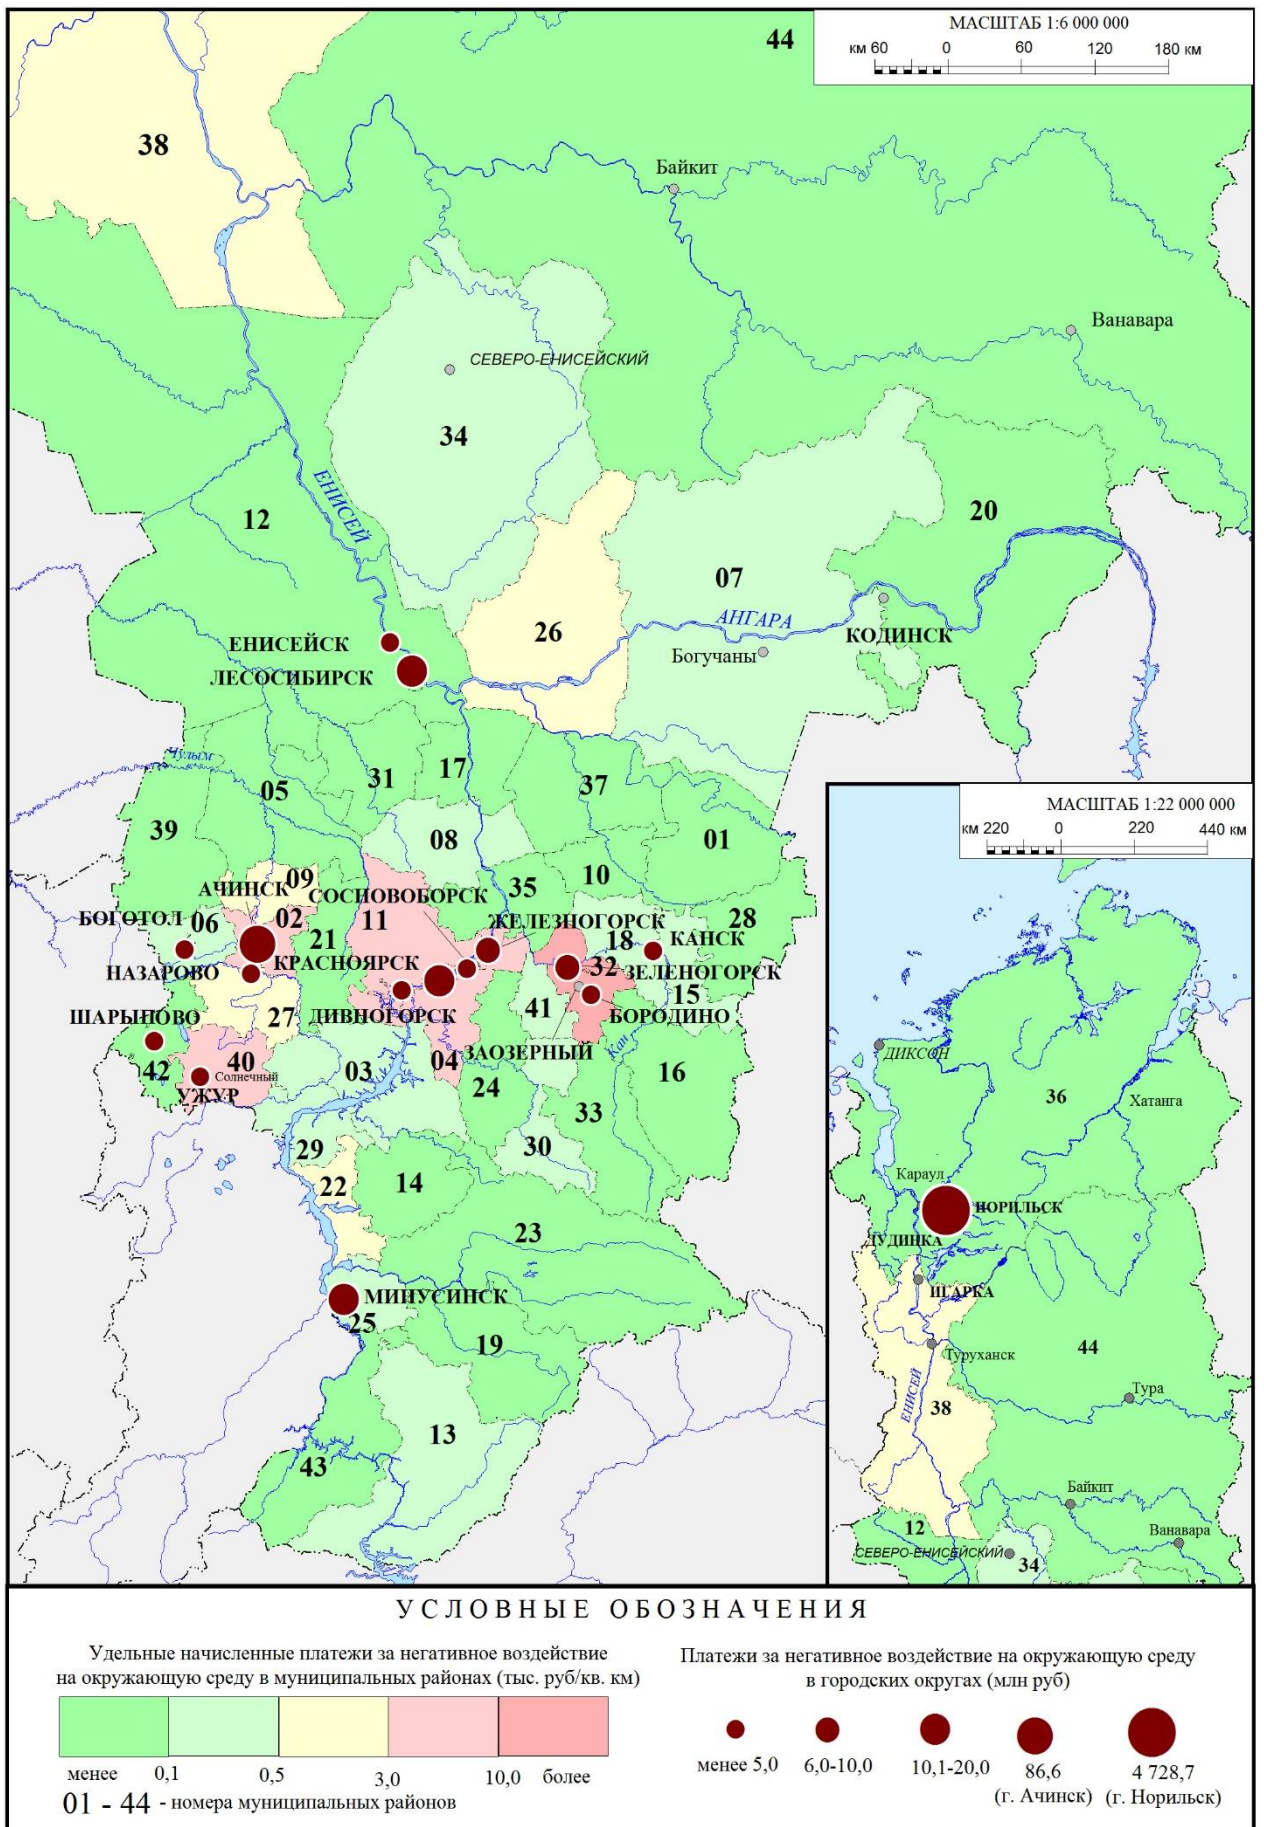 МАСШТАБ 1:6 000 000
км 60 0 60 120 180 км
44
38
Байкит
Ванавара
СЕВЕРО-ЕНИСЕЙСКИЙ
34
ЕНИСЕЙ
12
20
07
АНГАРА
26
КОДИНСК
ЕНИСЕЙСК
Богучаны
ЛЕСОСИБИРСК
Чулым
31
17
37
05
39
08
01
09
10
АЧИНСК
СОСНОВОБОРСК
35
02
БОГОТОЛ
06
11
ЖЕЛЕЗНОГОРСК
28
21
18
КАНСК
НАЗАРОВО
КРАСНОЯРСК
32
ЗЕЛЕНОГОРСК
15
41
ШАРЫПОВО
27
ДИВНОГОРСК
БОРОДИНО
ЗАОЗЕРНЫЙ
Кан
40
04
42
Солнечный
03
16
УЖУР
24
33
29
30
22
14
23
МИНУСИНСК
25
19
13
43
МАСШТАБ 1:22 000 000
км 220 0 220 440 км
ДИКСОН
36
Хатанга
Караул
НОРИЛЬСК
ДУДИНКА
ИГАРКА
Туруханск
44
Тура
ЕНИСЕЙ
38
Байкит
12
Ванавара
СЕВЕРО-ЕНИСЕЙСКИЙ
34
УСЛОВНЫЕ ОБОЗНАЧЕНИЯ
Удельные начисленные платежи за негативное воздействие
на окружающую среду в муниципальных районах (тыс. руб/кв. км)
менее 0,1 0,5 3,0 10,0 более
01 - 44 - номера муниципальных районов
Платежи за негативное воздействие на окружающую среду
в городских округах (млн руб)
менее 5,0 6,0-10,0 10,1-20,0 86,6 4 728,7
(г. Ачинск) (г. Норильск)